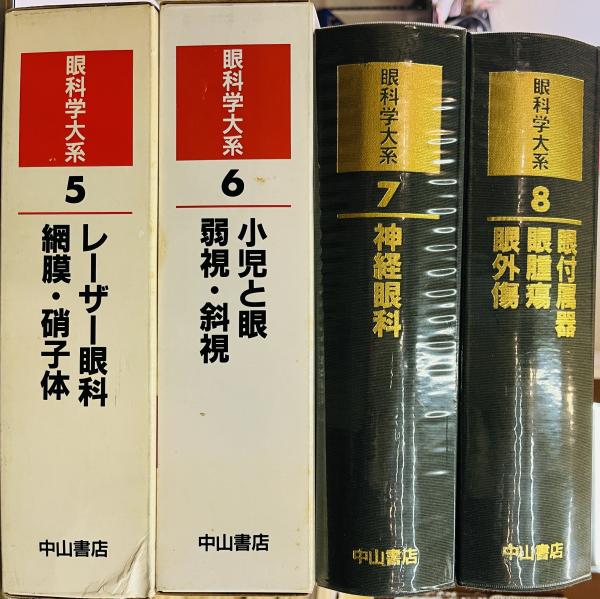 眼科学大系
5
レーザー眼科
網膜・硝子体
中山書店
眼科学大系
6
小児と眼
弱視・斜視
中山書店
眼科学大系
7
神経眼科
中山書店
眼科学大系
8
眼付属器
眼腫瘍
眼外傷
中山書店